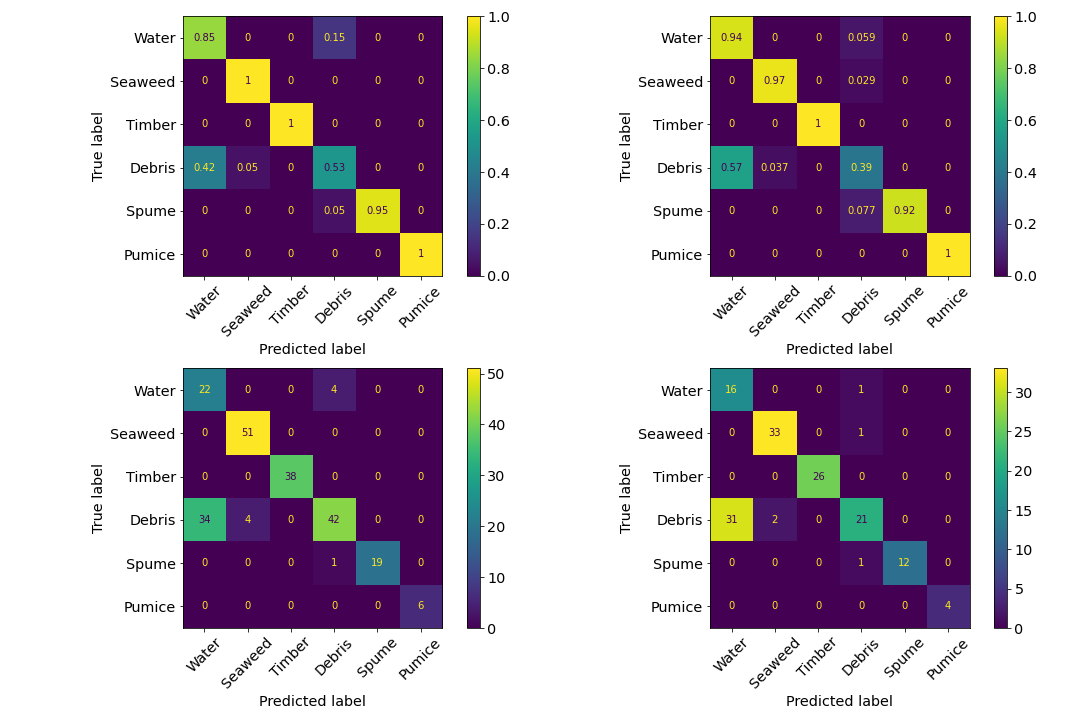 Water 0.85 0 0 0.15 0 0
Seaweed 0 1 0 0 0 0
Timber 0 0 1 0 0 0
Debris 0.42 0.05 0 0.53 0 0
Spume 0 0 0 0.05 0.95 0
Pumice 0 0 0 0 0 1
True label
Water Seaweed Timber Debris Spume Pumice
Predicted label
1.0
0.8
0.6
0.4
0.2
0.0
Water 0.94 0 0 0.059 0 0
Seaweed 0 0.97 0 0.029 0 0
Timber 0 0 1 0 0 0
Debris 0.57 0.037 0 0.39 0 0
Spume 0 0 0 0.077 0.92 0
Pumice 0 0 0 0 0 1
True label
Water Seaweed Timber Debris Spume Pumice
Predicted label
1.0
0.8
0.6
0.4
0.2
0.0
Water 22 0 0 4 0 0
Seaweed 0 51 0 0 0 0
Timber 0 0 38 0 0 0
Debris 34 4 0 42 0 0
Spume 0 0 0 1 19 0
Pumice 0 0 0 0 0 6
True label
Water Seaweed Timber Debris Spume Pumice
Predicted label
50
40
30
20
10
0
Water 16 0 0 1 0 0
Seaweed 0 33 0 1 0 0
Timber 0 0 26 0 0 0
Debris 31 2 0 21 0 0
Spume 0 0 0 1 12 0
Pumice 0 0 0 0 0 4
True label
Water Seaweed Timber Debris Spume Pumice
Predicted label
30
25
20
15
10
5
0